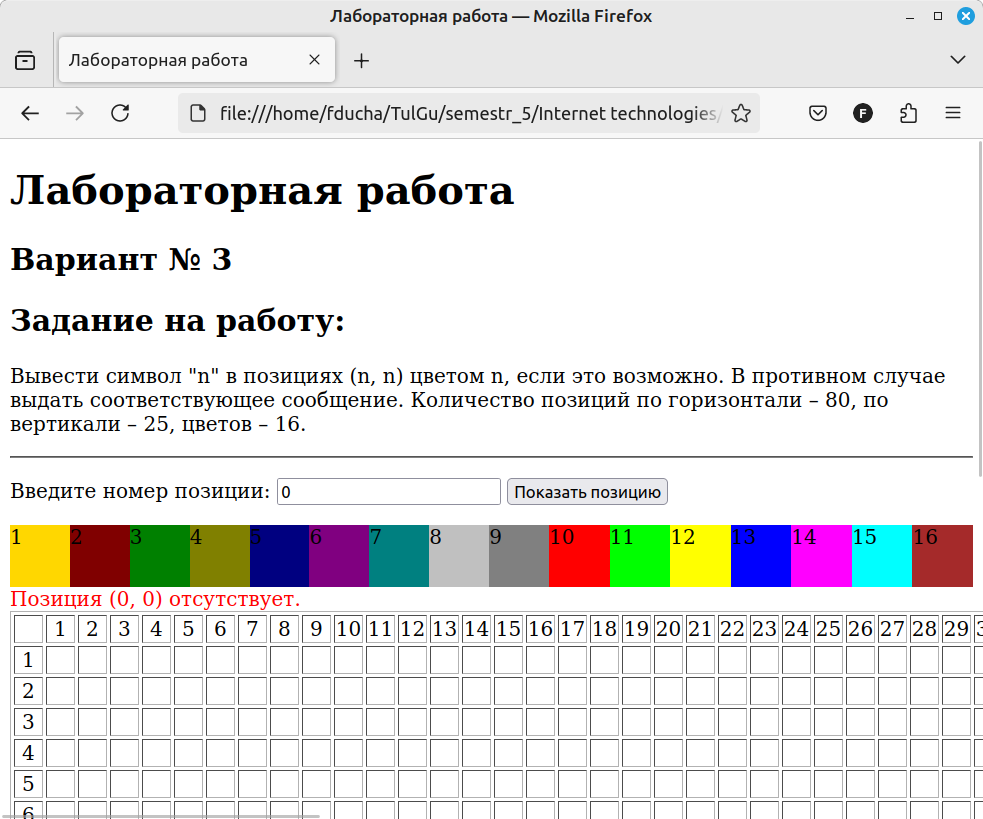 Лабораторная работа — Mozilla Firefox
Лабораторная работа
file:///home/fducha/TulGu/semestr_5/Internet technologies/
F
Лабораторная работа
Вариант № 3
Задание на работу:
Вывести символ "n" в позициях (n, n) цветом n, если это возможно. В противном случае
выдать соответствующее сообщение. Количество позиций по горизонтали – 80, по
вертикали – 25, цветов – 16.
Введите номер позиции: 0 Показать позицию
1 2 3 4 5 6 7 8 9 10 11 12 13 14 15 16
Позиция (0, 0) отсутствует.
1 2 3 4 5 6 7 8 9 10 11 12 13 14 15 16 17 18 19 20 21 22 23 24 25 26 27 28 29
1
2
3
4
5
6